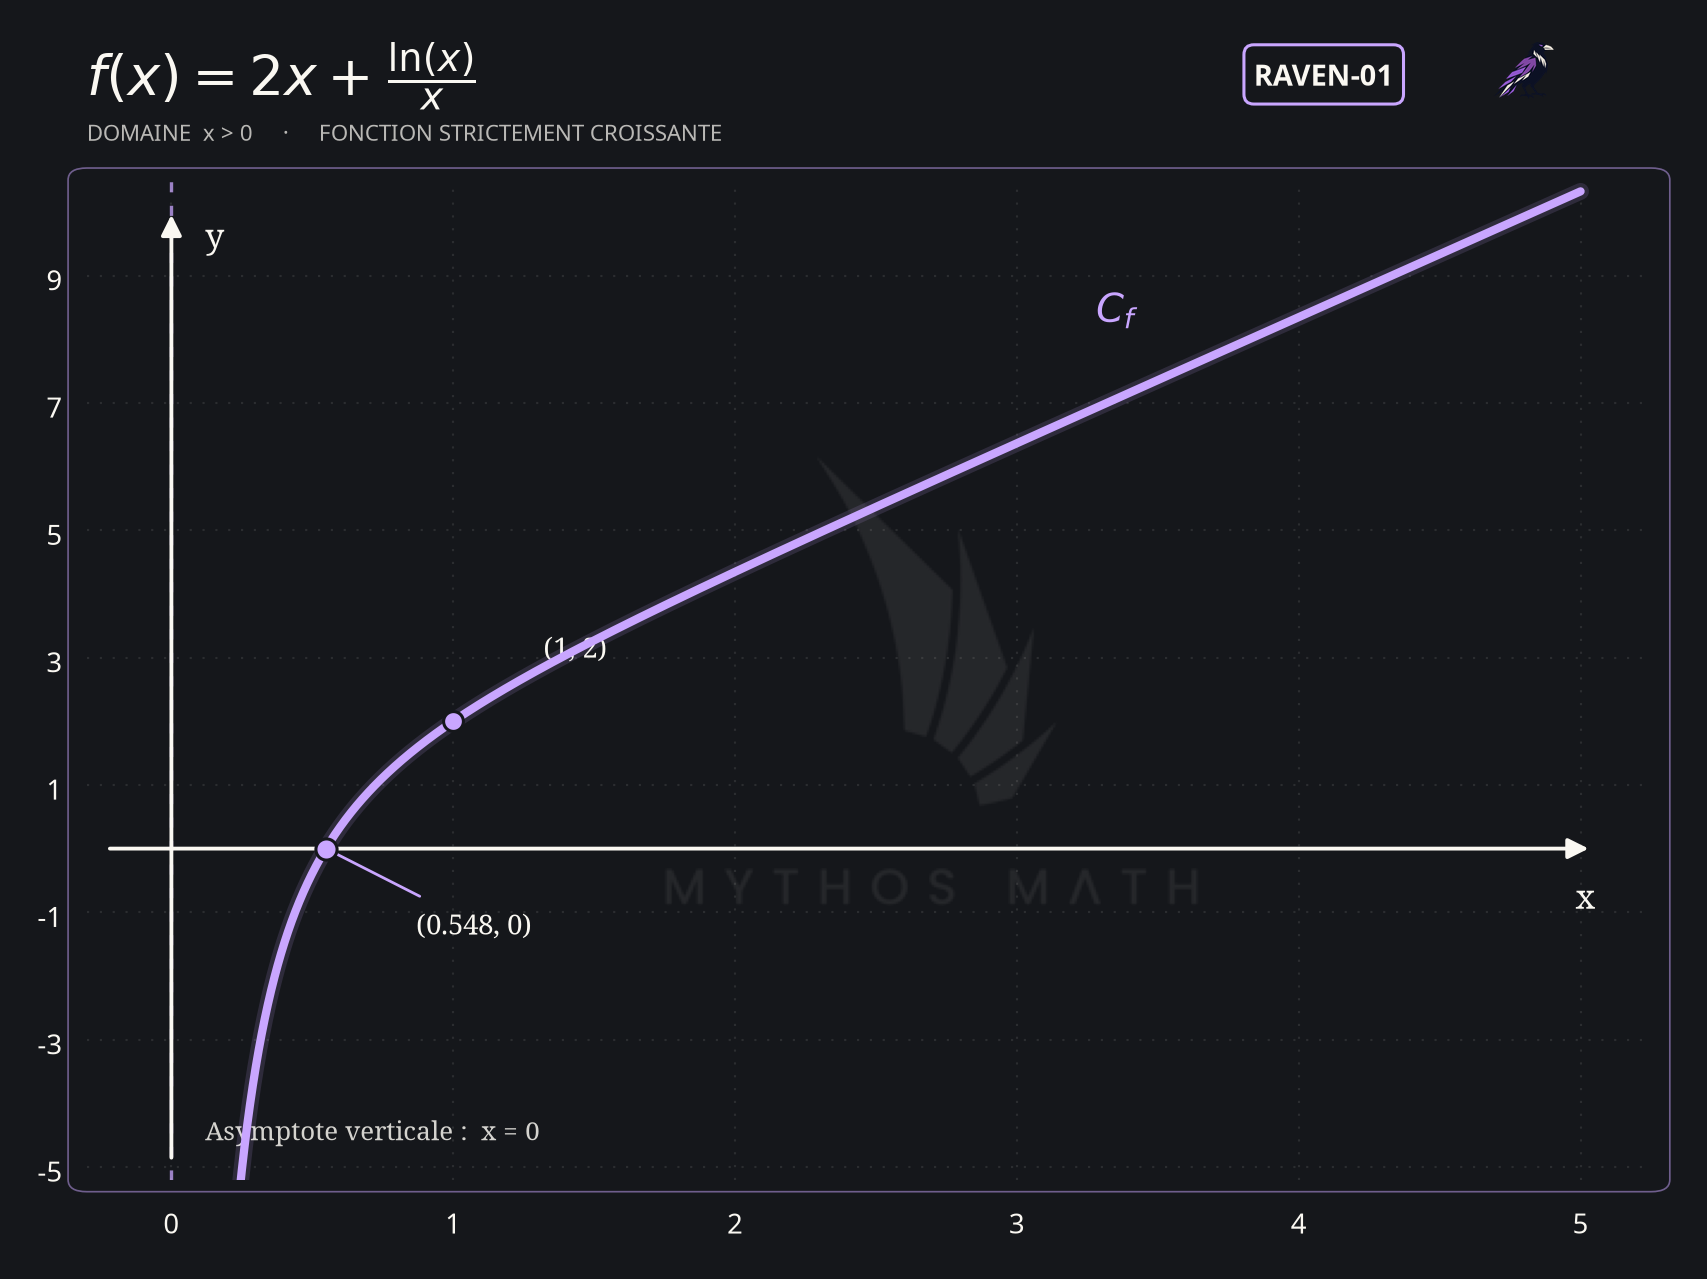 f(x) = 2x + ln(x)/x
RAVEN-01
DOMAINE x > 0 · FONCTION STRICTEMENT CROISSANTE
y
9
C_f
7
5
(1, 2)
3
1
MYTHOS MΛTH
x
-1
(0.548, 0)
-3
Asymptote verticale : x = 0
-5
0 1 2 3 4 5